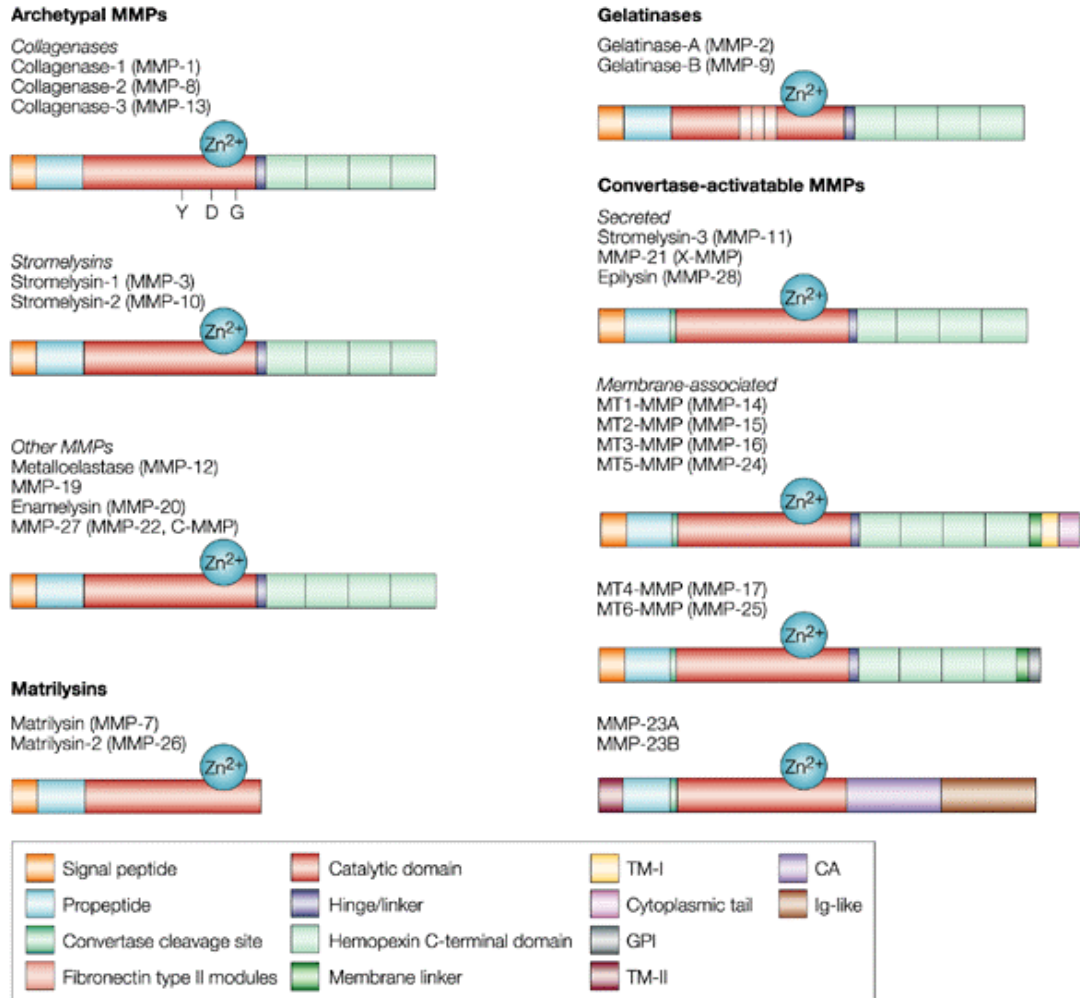 Archetypal MMPs
Collagenases
Collagenase-1 (MMP-1)
Collagenase-2 (MMP-8)
Collagenase-3 (MMP-13)
Zn2+
Y D G
Stromelysins
Stromelysin-1 (MMP-3)
Stromelysin-2 (MMP-10)
Zn2+
Other MMPs
Metalloelastase (MMP-12)
MMP-19
Enamelysin (MMP-20)
MMP-27 (MMP-22, C-MMP)
Zn2+
Matrilysins
Matrilysin (MMP-7)
Matrilysin-2 (MMP-26)
Zn2+
Gelatinases
Gelatinase-A (MMP-2)
Gelatinase-B (MMP-9)
Zn2+
Convertase-activatable MMPs
Secreted
Stromelysin-3 (MMP-11)
MMP-21 (X-MMP)
Epilysin (MMP-28)
Zn2+
Membrane-associated
MT1-MMP (MMP-14)
MT2-MMP (MMP-15)
MT3-MMP (MMP-16)
MT5-MMP (MMP-24)
Zn2+
MT4-MMP (MMP-17)
MT6-MMP (MMP-25)
Zn2+
MMP-23A
MMP-23B
Zn2+
Signal peptide
Propeptide
Convertase cleavage site
Fibronectin type II modules
Catalytic domain
Hinge/linker
Hemopexin C-terminal domain
Membrane linker
TM-I
Cytoplasmic tail
GPI
TM-II
CA
Ig-like